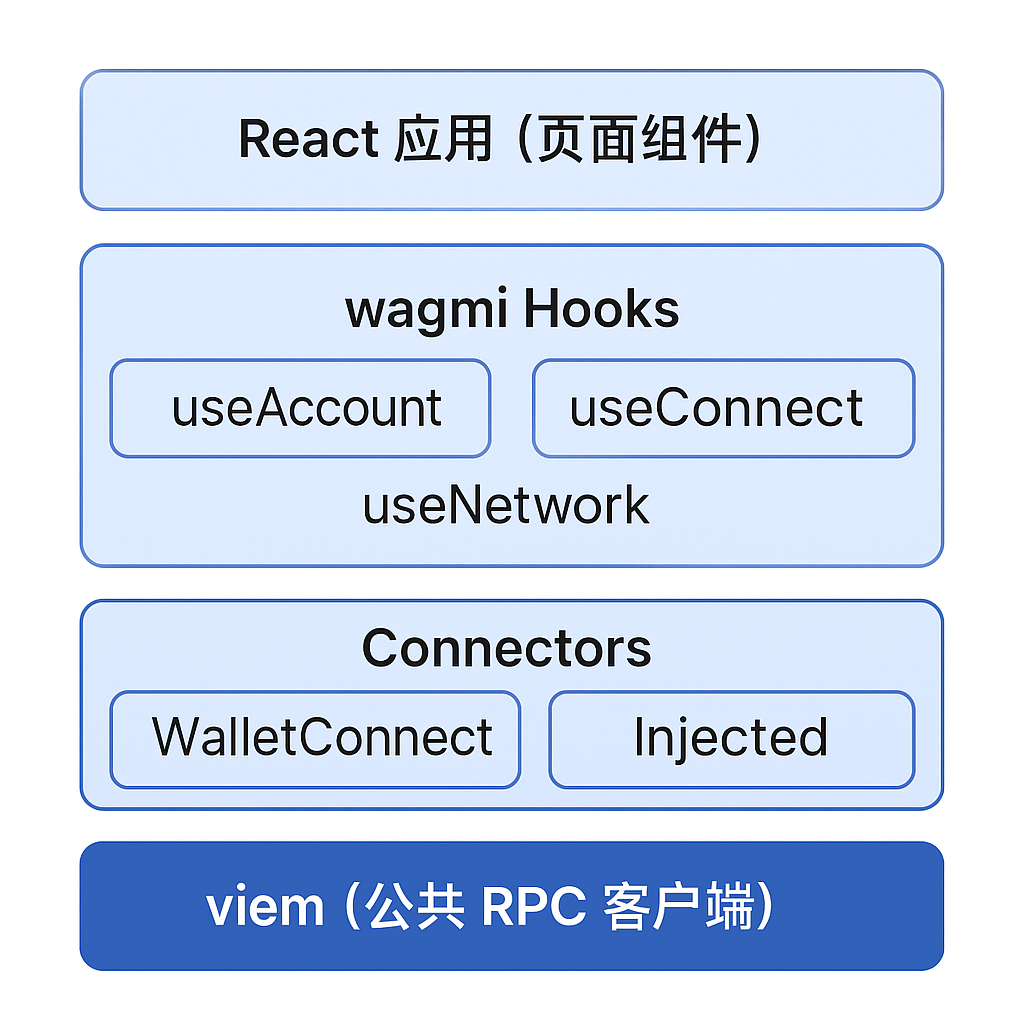 React 应用（页面组件）
wagmi Hooks
useAccount
useConnect
useNetwork
Connectors
WalletConnect
Injected
viem（公共 RPC 客户端）